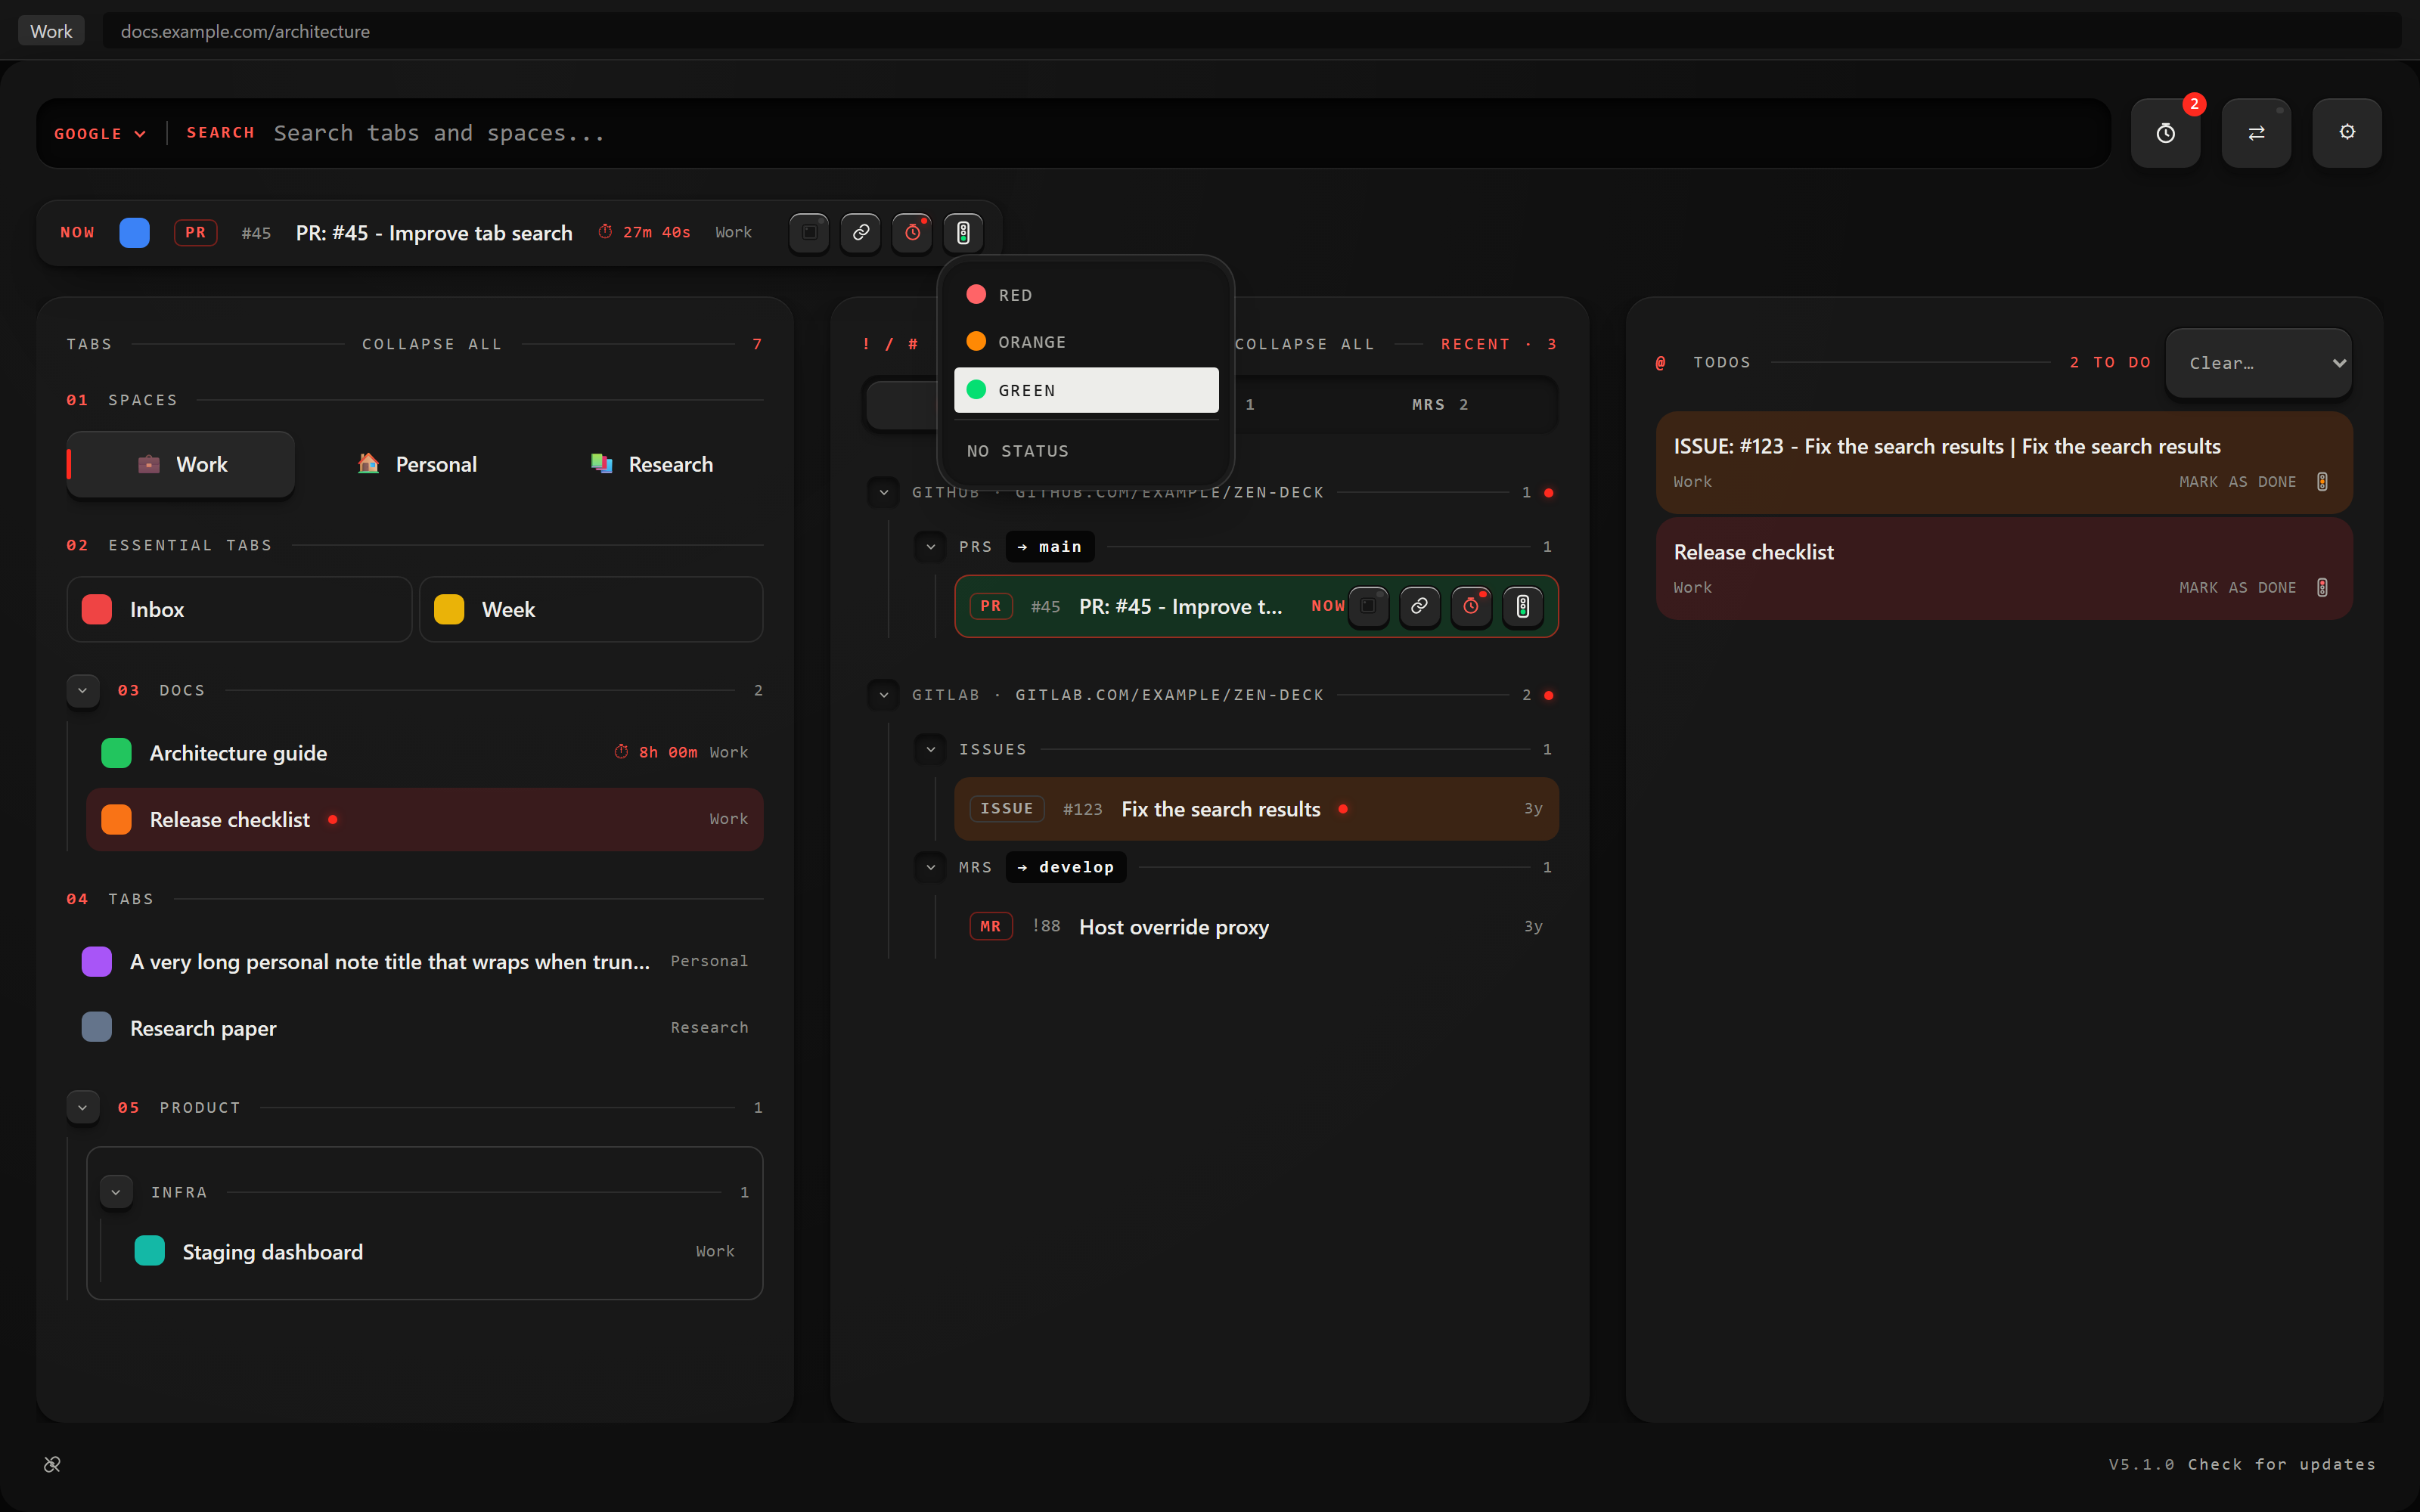 Work docs.example.com/architecture
GOOGLE SEARCH Search tabs and spaces... 2
NOW PR #45 PR: #45 - Improve tab search 27m 40s Work
RED
ORANGE
GREEN
NO STATUS
TABS COLLAPSE ALL 7
01 SPACES
Work Personal Research
02 ESSENTIAL TABS
Inbox Week
03 DOCS 2
Architecture guide 8h 00m Work
Release checklist Work
04 TABS
A very long personal note title that wraps when trun... Personal
Research paper Research
05 PRODUCT 1
INFRA 1
Staging dashboard Work
! / # COLLAPSE ALL RECENT · 3
1 MRS 2
GITHUB · GITHUB.COM/EXAMPLE/ZEN-DECK 1
PRS → main 1
PR #45 PR: #45 - Improve t... NOW
GITLAB · GITLAB.COM/EXAMPLE/ZEN-DECK 2
ISSUES 1
ISSUE #123 Fix the search results 3y
MRS → develop 1
MR !88 Host override proxy 3y
@ TODOS 2 TO DO Clear…
ISSUE: #123 - Fix the search results | Fix the search results
Work MARK AS DONE
Release checklist
Work MARK AS DONE
V5.1.0 Check for updates